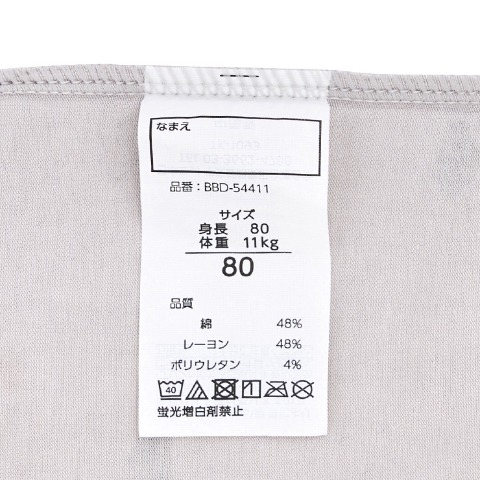 なまえ
品番：BBD-54411
サイズ
身長 80
体重 11kg
80
品質
綿 48%
レーヨン 48%
ポリウレタン 4%
40
蛍光増白剤禁止